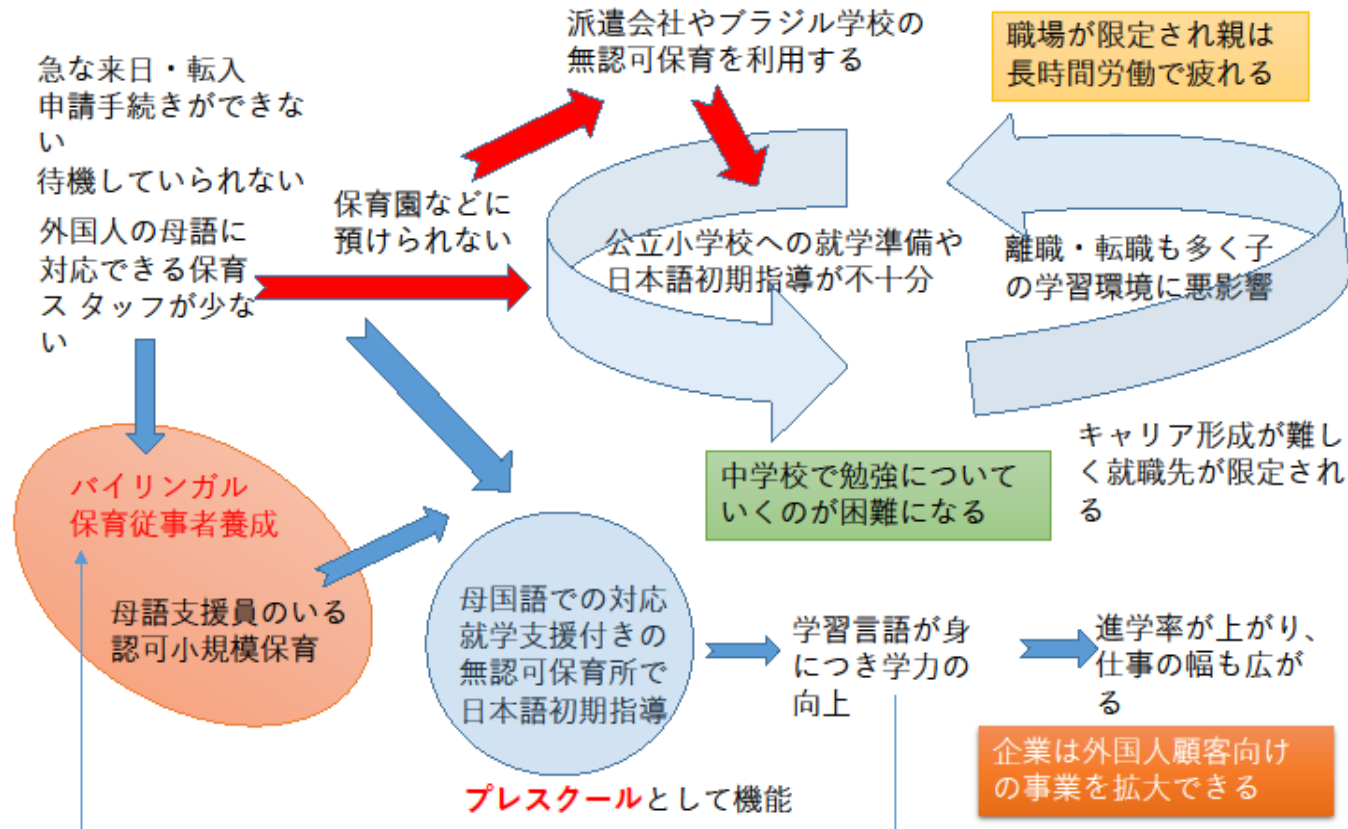 派遣会社やブラジル学校の
無認可保育を利用する
職場が限定され親は
長時間労働で疲れる
急な来日・転入
申請手続きができな
い
待機していられない
外国人の母語に
対応できる保育
ス タッフが少な
い
保育園などに
預けられない
公立小学校への就学準備や
日本語初期指導が不十分
離職・転職も多く子
の学習環境に悪影響
中学校で勉強について
いくのが困難になる
キャリア形成が難し
く就職先が限定され
る
バイリンガル
保育従事者養成
母語支援員のいる
認可小規模保育
母国語での対応
就学支援付きの
無認可保育所で
日本語初期指導
プレスクールとして機能
学習言語が身
につき学力の
向上
進学率が上がり、
仕事の幅も広が
る
企業は外国人顧客向け
の事業を拡大できる